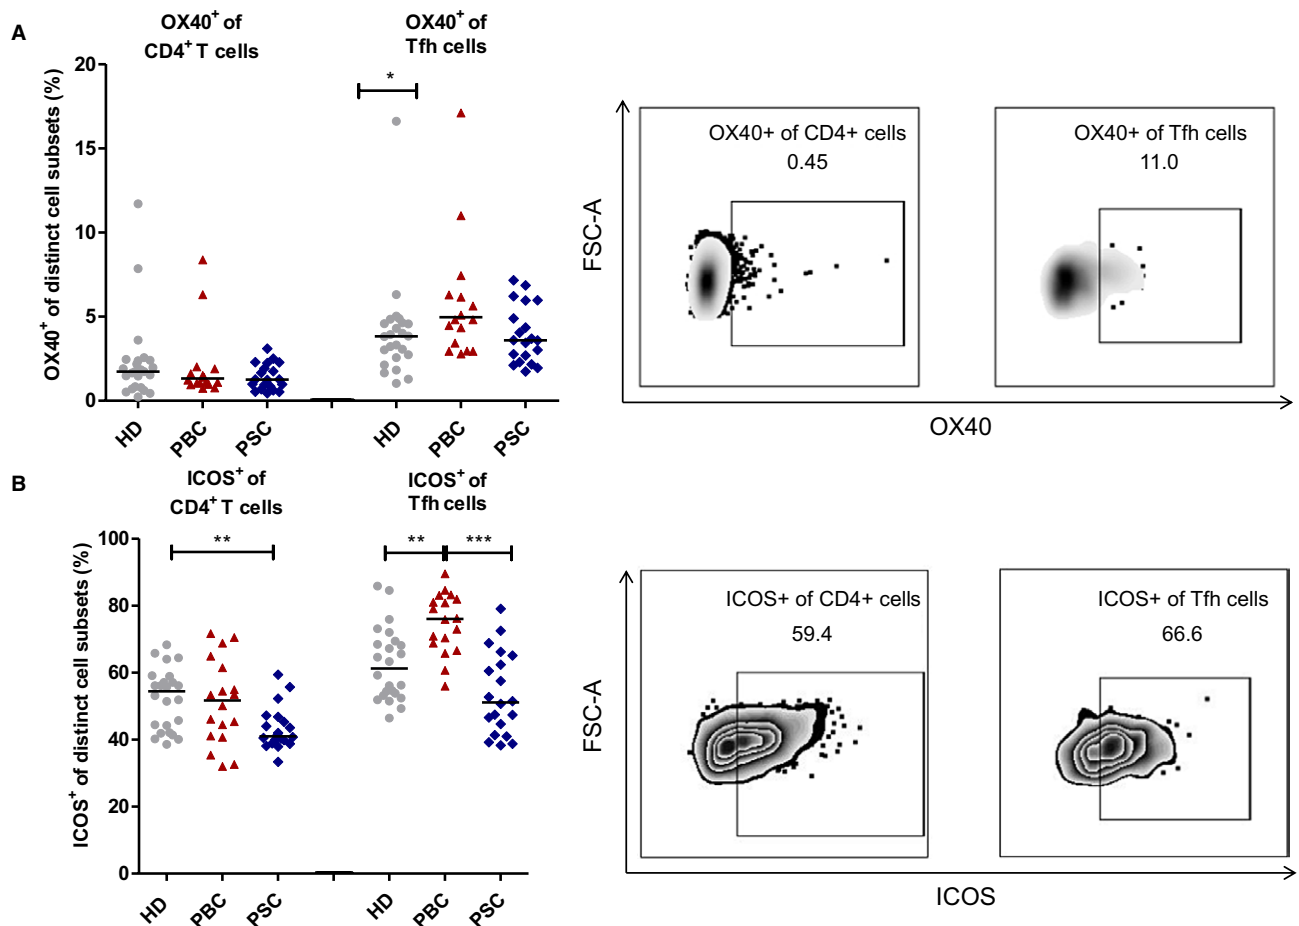 A
OX40⁺ of
CD4⁺ T cells
OX40⁺ of
Tfh cells
OX40⁺ of distinct cell subsets (%)
20
15
10
5
0
*
HD
PBC
PSC
HD
PBC
PSC
FSC-A
OX40+ of CD4+ cells
0.45
OX40+ of Tfh cells
11.0
OX40
B
ICOS⁺ of
CD4⁺ T cells
ICOS⁺ of
Tfh cells
ICOS⁺ of distinct cell subsets (%)
100
80
60
40
20
0
**
**
***
HD
PBC
PSC
HD
PBC
PSC
FSC-A
ICOS+ of CD4+ cells
59.4
ICOS+ of Tfh cells
66.6
ICOS